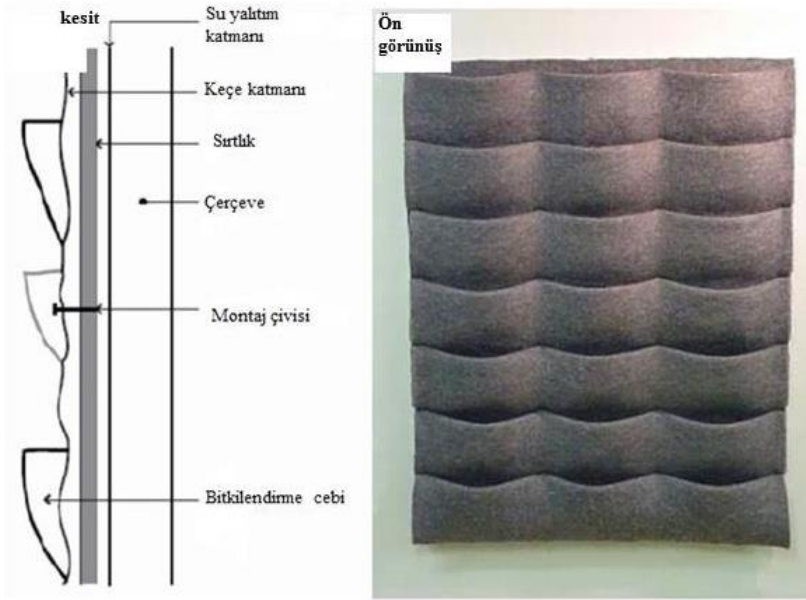 kesit
Su yalıtım
katmanı
Keçe katmanı
Sırtlık
Çerçeve
Montaj çivisi
Bitkilendirme cebi
Ön
görünüş